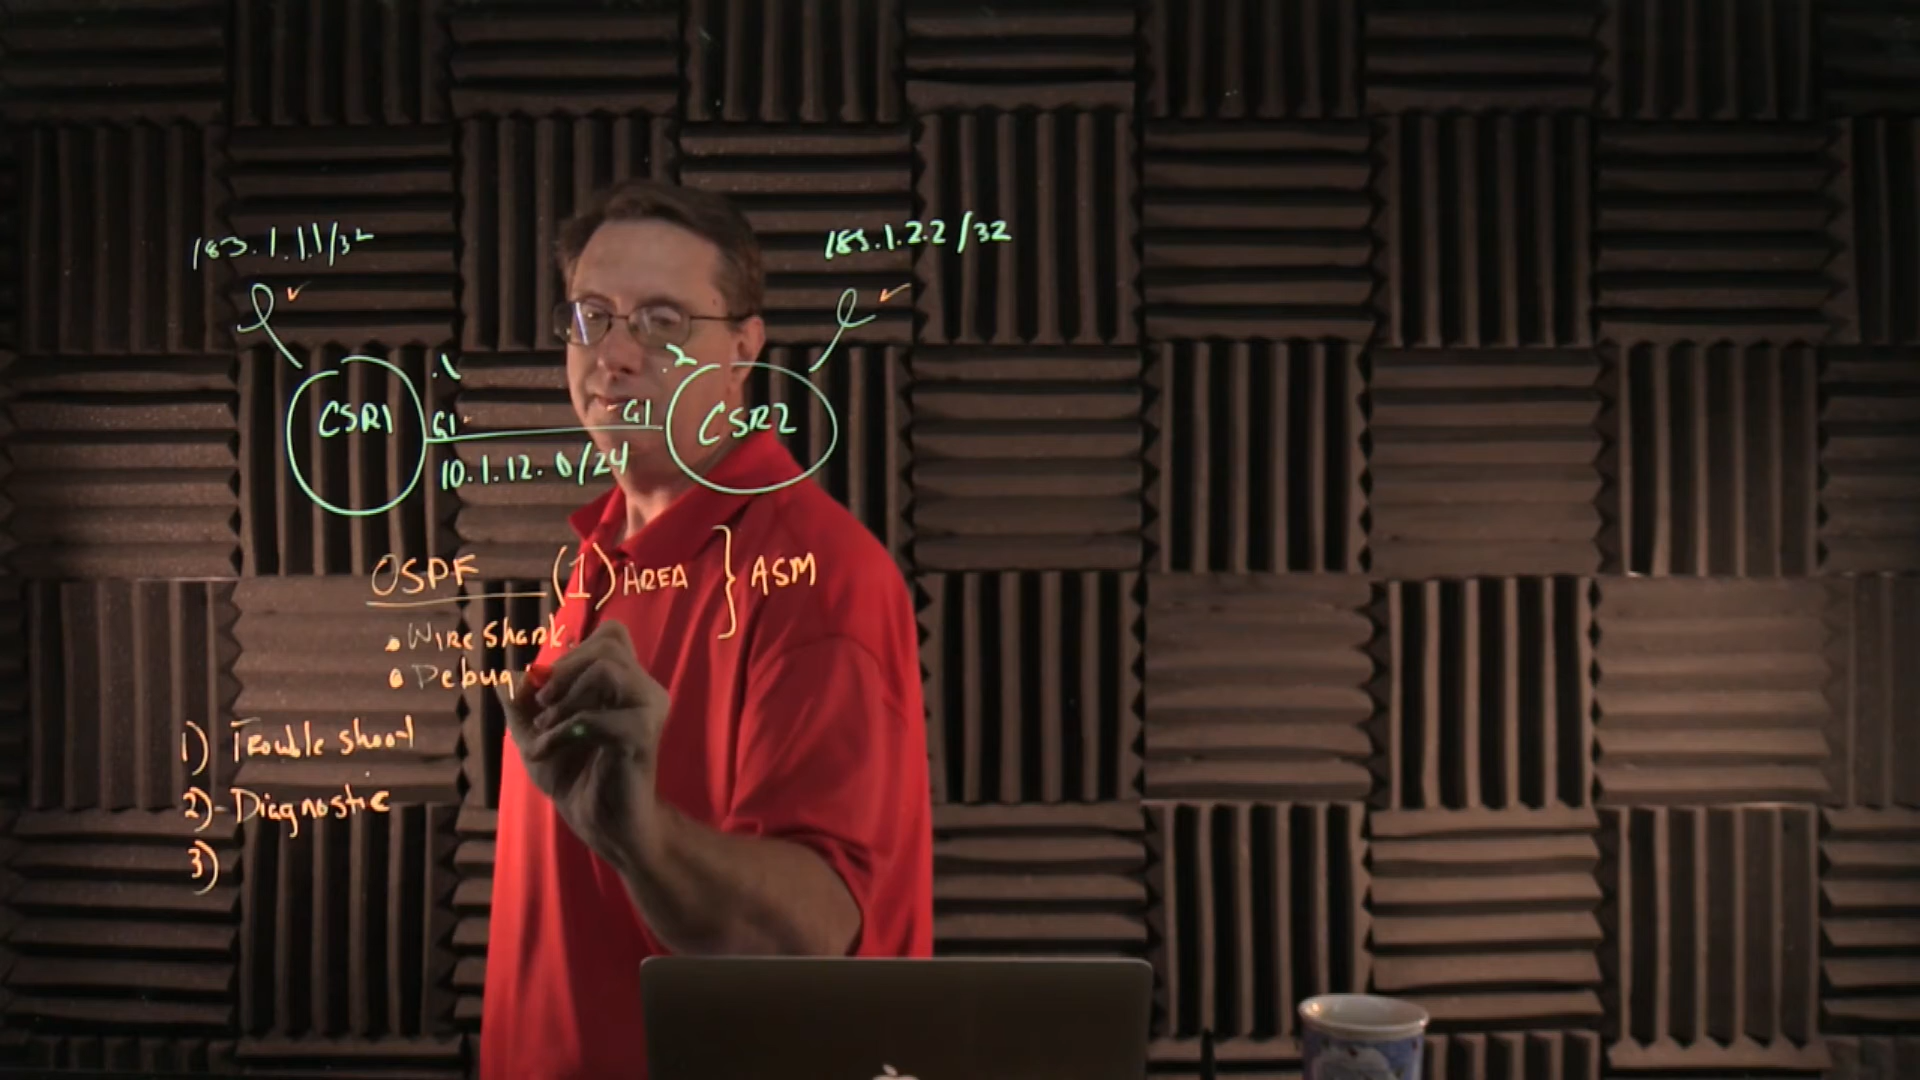 183.1.1.1/32
183.1.2.2/32
.1
.2
CSR1
G1
G1
CSR2
10.1.12.0/24
OSPF (1) AREA } ASM
• WireShark
• Debug
1) Troubleshoot
2) - Diagnostic
3)